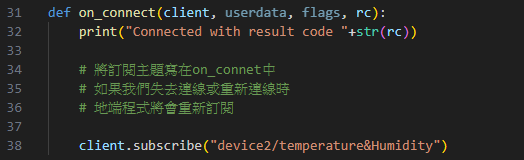 31 def on_connect(client, userdata, flags, rc):
32     print("Connected with result code "+str(rc))
33
34     # 將訂閱主題寫在on_connet中
35     # 如果我們失去連線或重新連線時
36     # 地端程式將會重新訂閱
37
38     client.subscribe("device2/temperature&Humidity")